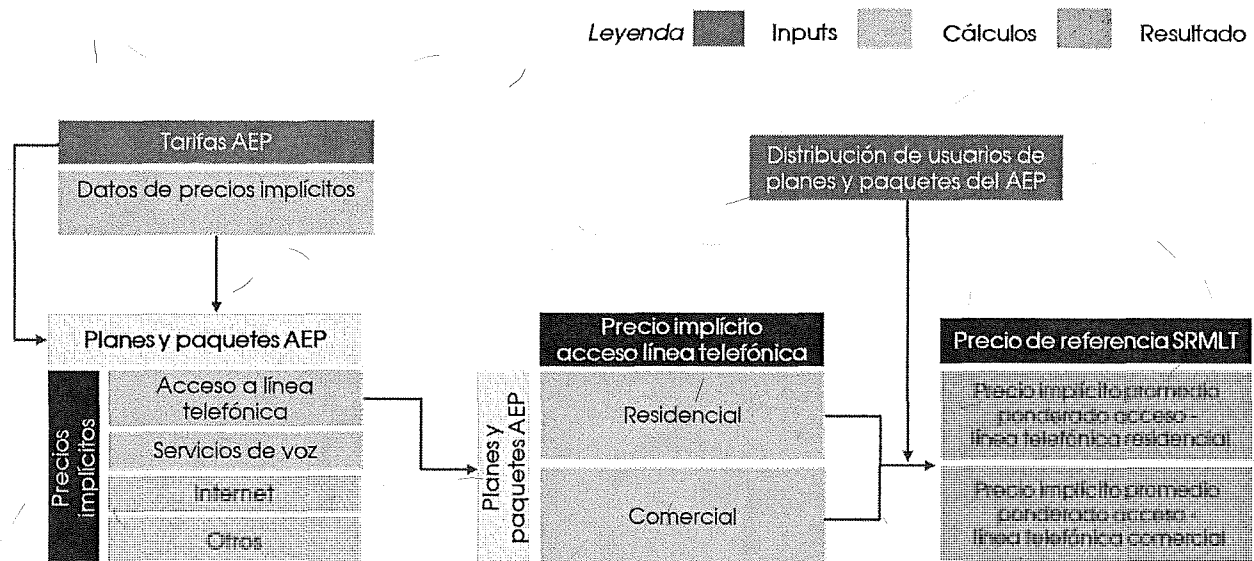 Leyenda Inputs Cálculos Resultado
Tarifas AEP
Datos de precios implícitos
Distribución de usuarios de
planes y paquetes del AEP
Planes y paquetes AEP
Precios
implícitos
Acceso a línea
telefónica
Servicios de voz
Internet
Otros
Planes y
paquetes AEP
Precio implícito
acceso línea telefónica
Residencial
Comercial
Precio de referencia SRMLT
Precio implícito promedio
ponderado acceso -
línea telefónica residencial
Precio implícito promedio
ponderado acceso -
línea telefónica comercial